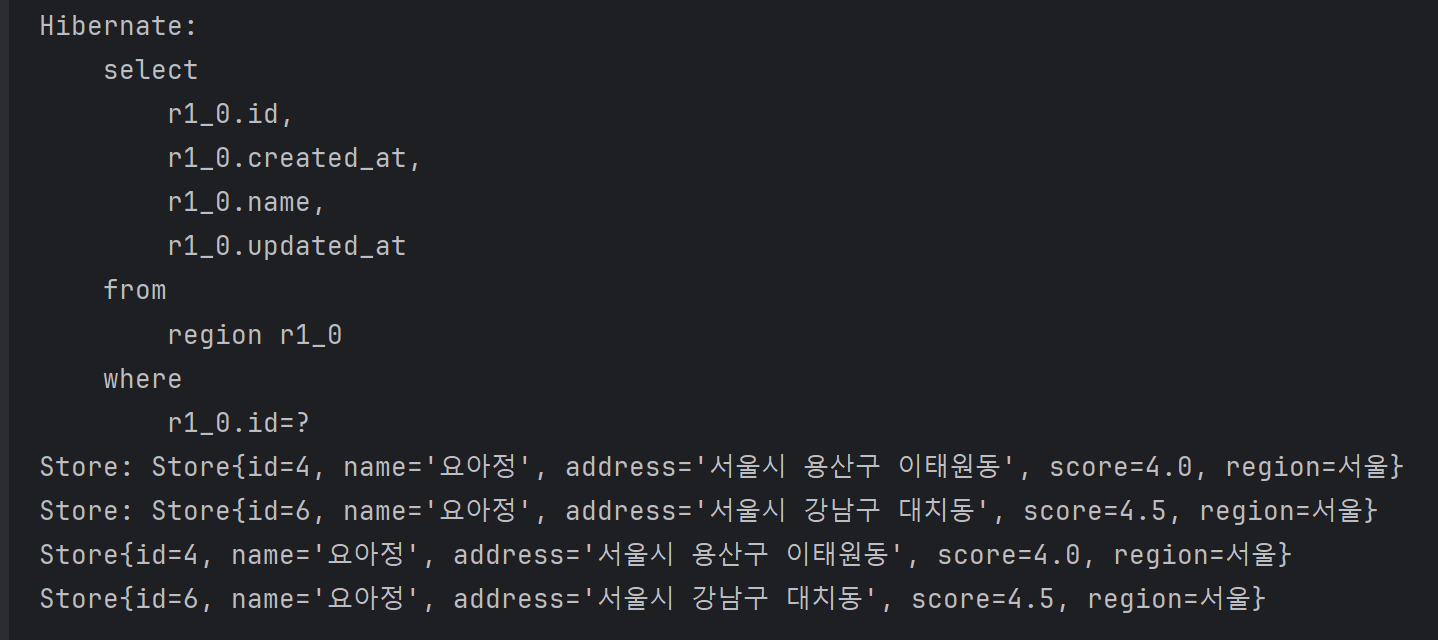 Hibernate:
    select
        r1_0.id,
        r1_0.created_at,
        r1_0.name,
        r1_0.updated_at
    from
        region r1_0
    where
        r1_0.id=?
Store: Store{id=4, name='요아정', address='서울시 용산구 이태원동', score=4.0, region=서울}
Store: Store{id=6, name='요아정', address='서울시 강남구 대치동', score=4.5, region=서울}
Store{id=4, name='요아정', address='서울시 용산구 이태원동', score=4.0, region=서울}
Store{id=6, name='요아정', address='서울시 강남구 대치동', score=4.5, region=서울}